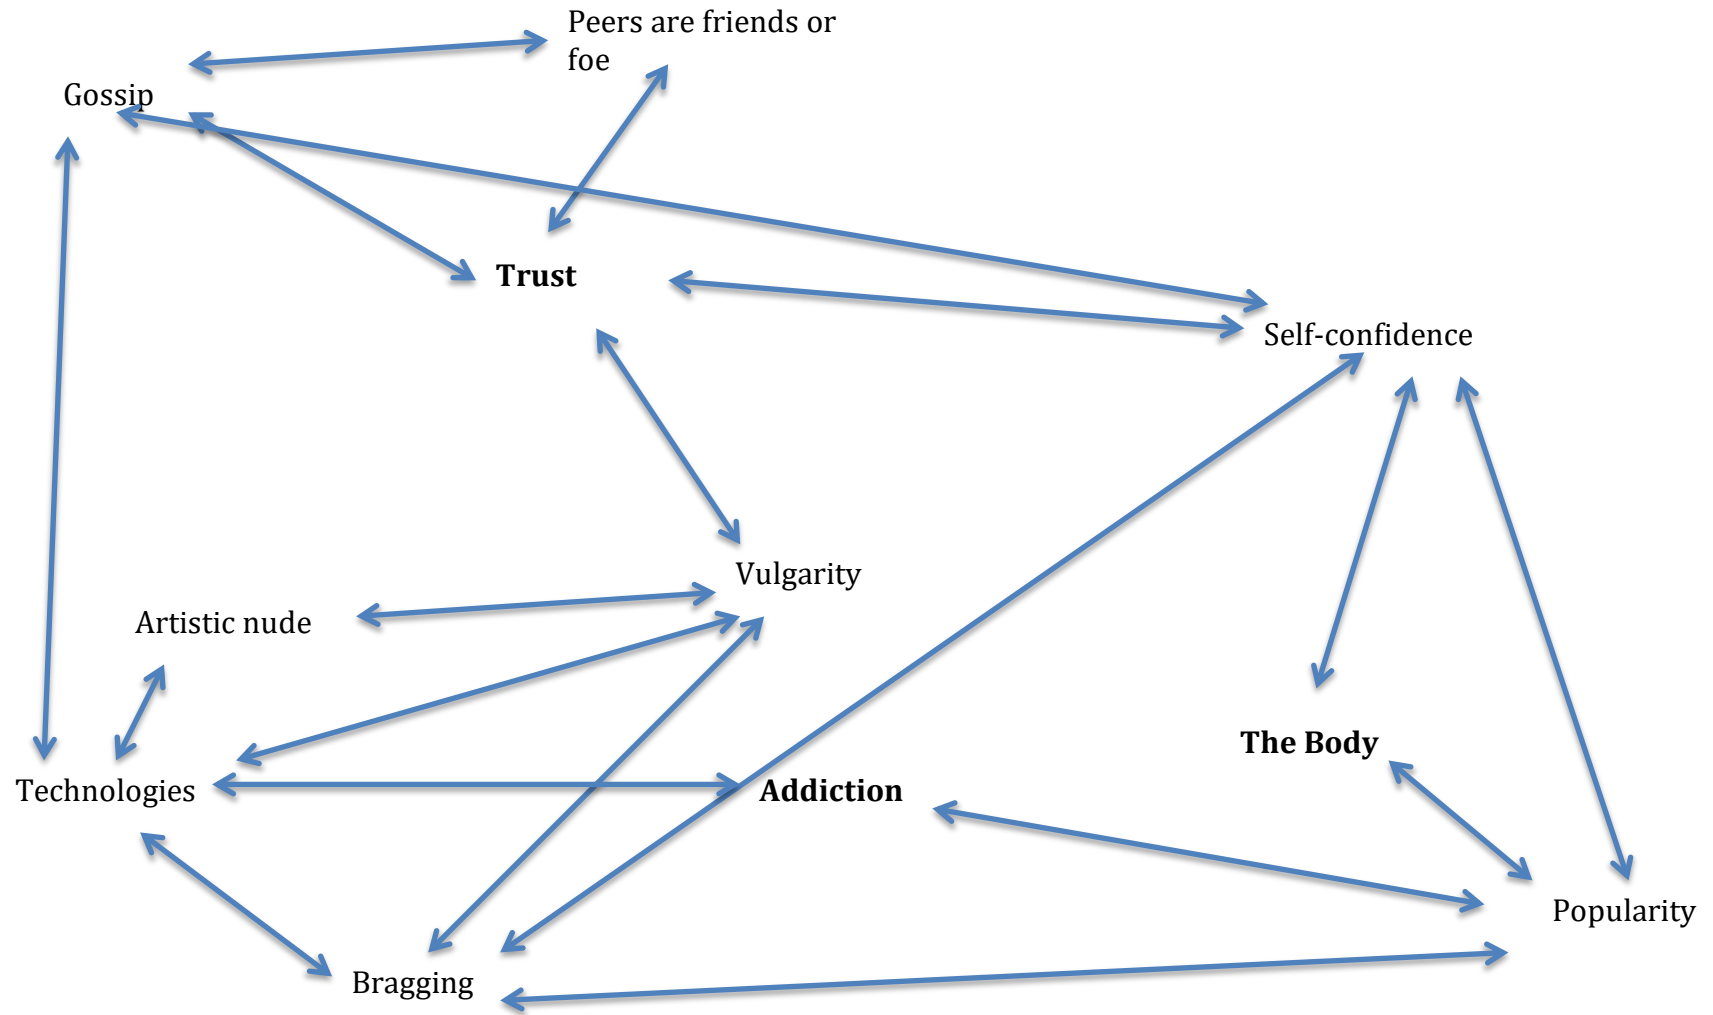 Peers are friends or
foe
Gossip
Trust
Self-confidence
Vulgarity
Artistic nude
The Body
Technologies
Addiction
Popularity
Bragging